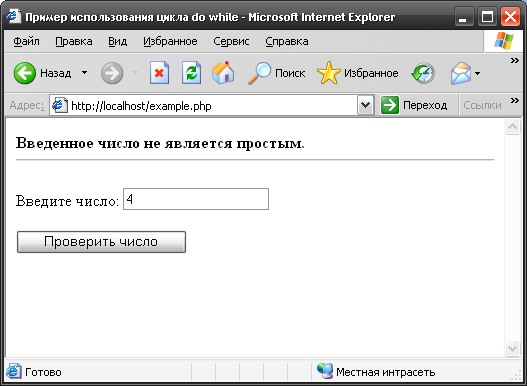 Пример использования цикла do while - Microsoft Internet Explorer
Файл Правка Вид Избранное Сервис Справка
Назад Поиск Избранное
Адрес: http://localhost/example.php Переход Ссылки
Введенное число не является простым.
Введите число: 4
Проверить число
Готово Местная интрасеть